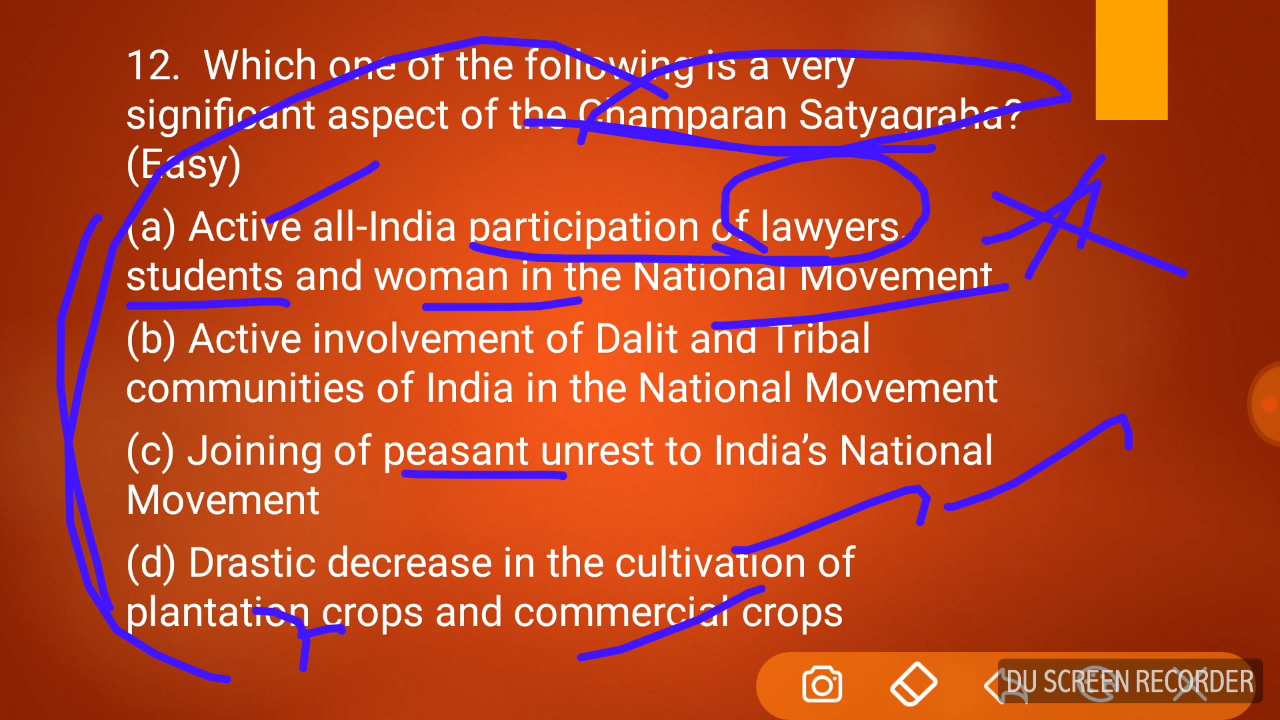 12. Which one of the following is a very
significant aspect of the Champaran Satyagraha?
(Easy)
(a) Active all-India participation of lawyers,
students and woman in the National Movement
(b) Active involvement of Dalit and Tribal
communities of India in the National Movement
(c) Joining of peasant unrest to India's National
Movement
(d) Drastic decrease in the cultivation of
plantation crops and commercial crops
DU SCREEN RECORDER